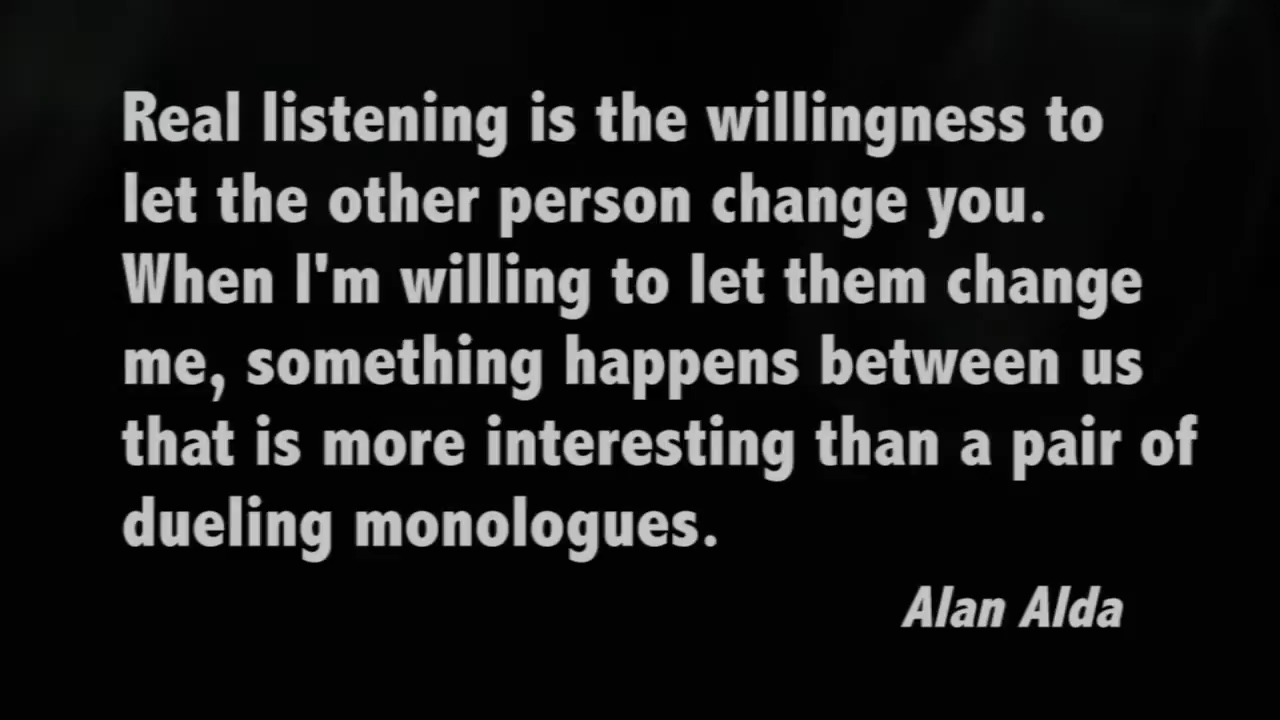 Real listening is the willingness to
let the other person change you.
When I'm willing to let them change
me, something happens between us
that is more interesting than a pair of
dueling monologues.
Alan Alda